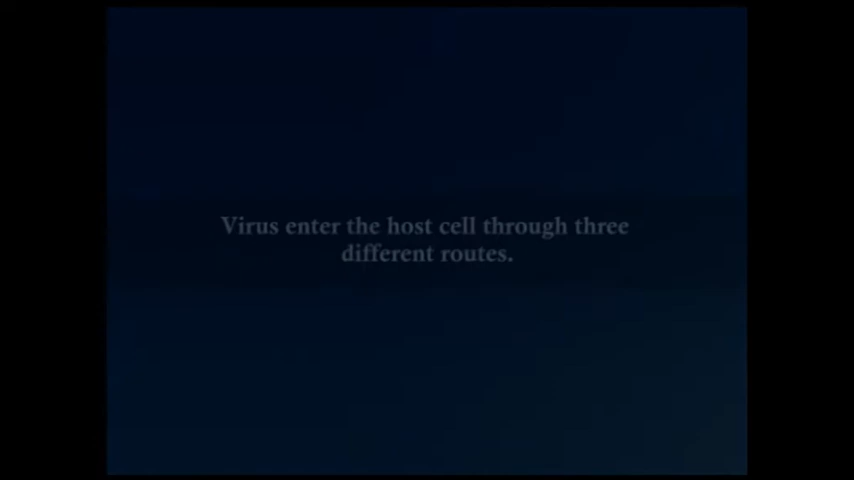 Virus enter the host cell through three
different routes.